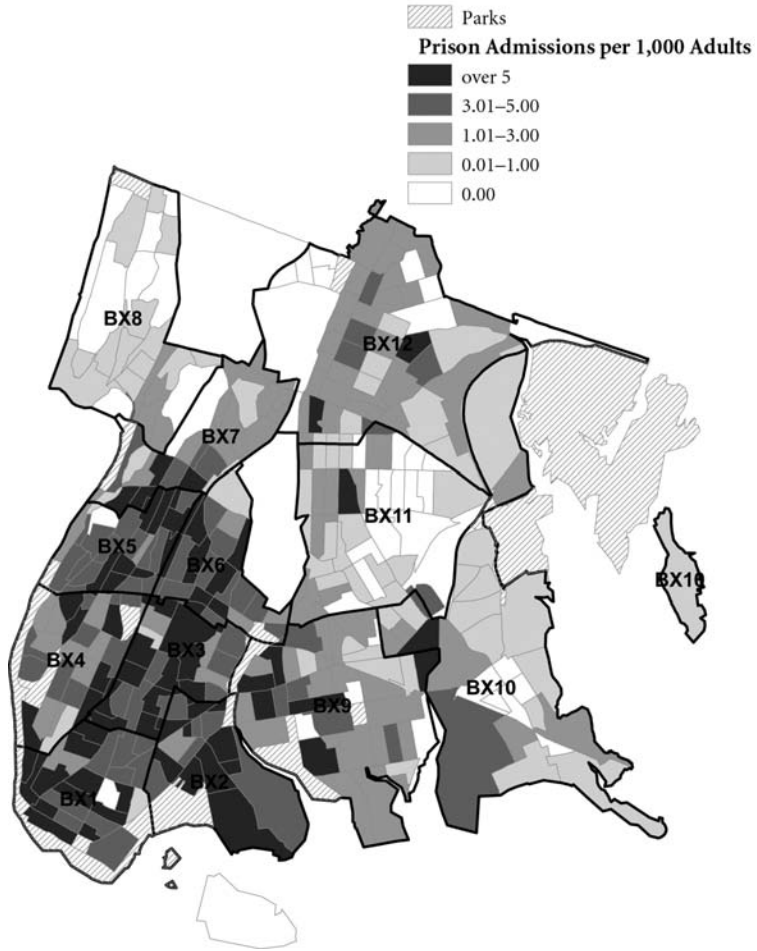 Parks
Prison Admissions per 1,000 Adults
over 5
3.01–5.00
1.01–3.00
0.01–1.00
0.00
BX8
BX12
BX7
BX11
BX5
BX6
BX10
BX4
BX3
BX10
BX9
BX2
BX1